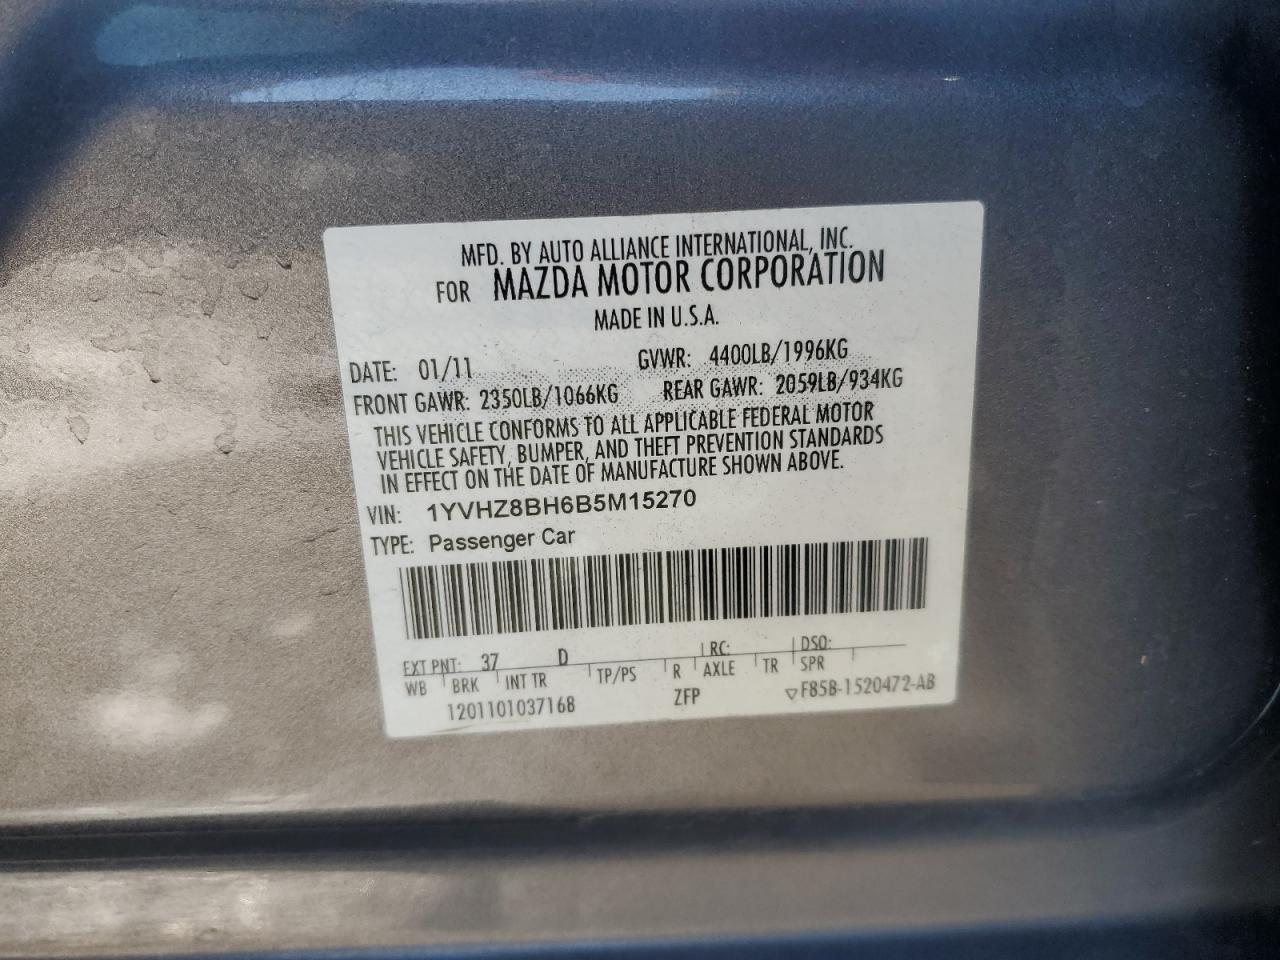 MFD. BY AUTO ALLIANCE INTERNATIONAL, INC.
FOR MAZDA MOTOR CORPORATION
MADE IN U.S.A.
DATE: 01/11 GVWR: 4400LB/1996KG
FRONT GAWR: 2350LB/1066KG REAR GAWR: 2059LB/934KG
THIS VEHICLE CONFORMS TO ALL APPLICABLE FEDERAL MOTOR
VEHICLE SAFETY, BUMPER, AND THEFT PREVENTION STANDARDS
IN EFFECT ON THE DATE OF MANUFACTURE SHOWN ABOVE.
VIN: 1YVHZ8BH6B5M15270
TYPE: Passenger Car
EXT PNT: 37 D RC: DSO:
WB BRK INT TR TP/PS R AXLE TR SPR
1201101037168 ZFP ▽F85B-1520472-AB